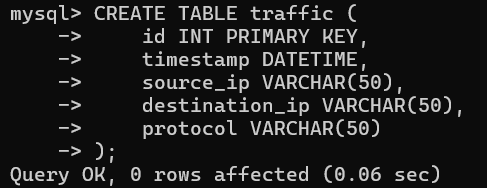 mysql> CREATE TABLE traffic (
    ->     id INT PRIMARY KEY,
    ->     timestamp DATETIME,
    ->     source_ip VARCHAR(50),
    ->     destination_ip VARCHAR(50),
    ->     protocol VARCHAR(50)
    -> );
Query OK, 0 rows affected (0.06 sec)